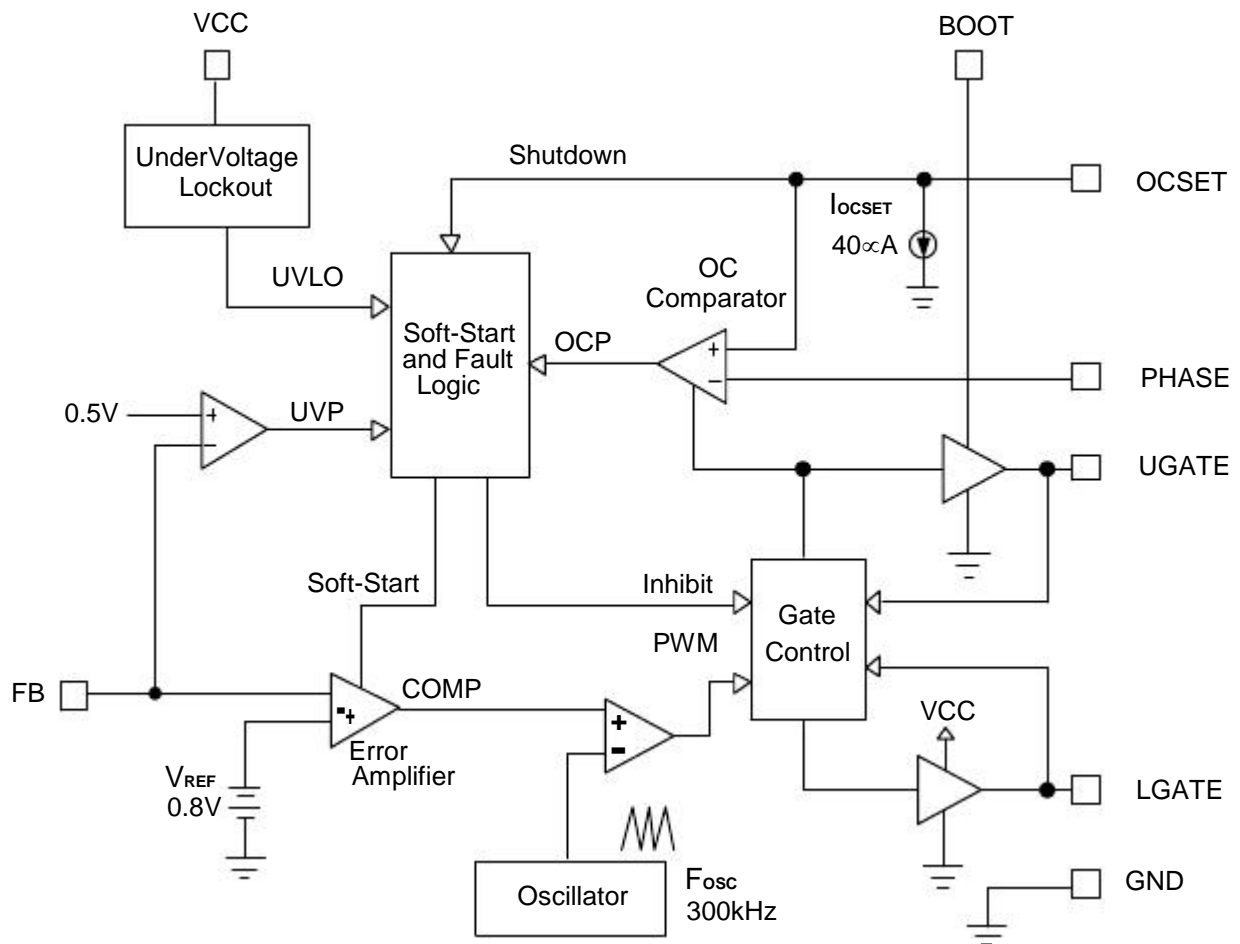 VCC
BOOT
UnderVoltage
Lockout
Shutdown
OCSET
IOCSET
40∝A
UVLO
OC
Comparator
Soft-Start
and Fault
Logic
OCP
+
−
PHASE
0.5V
+
−
UVP
UGATE
Soft-Start
Inhibit
Gate
Control
PWM
FB
COMP
-
+
+
-
VCC
Error
Amplifier
VREF
0.8V
LGATE
Oscillator
Fosc
300kHz
GND